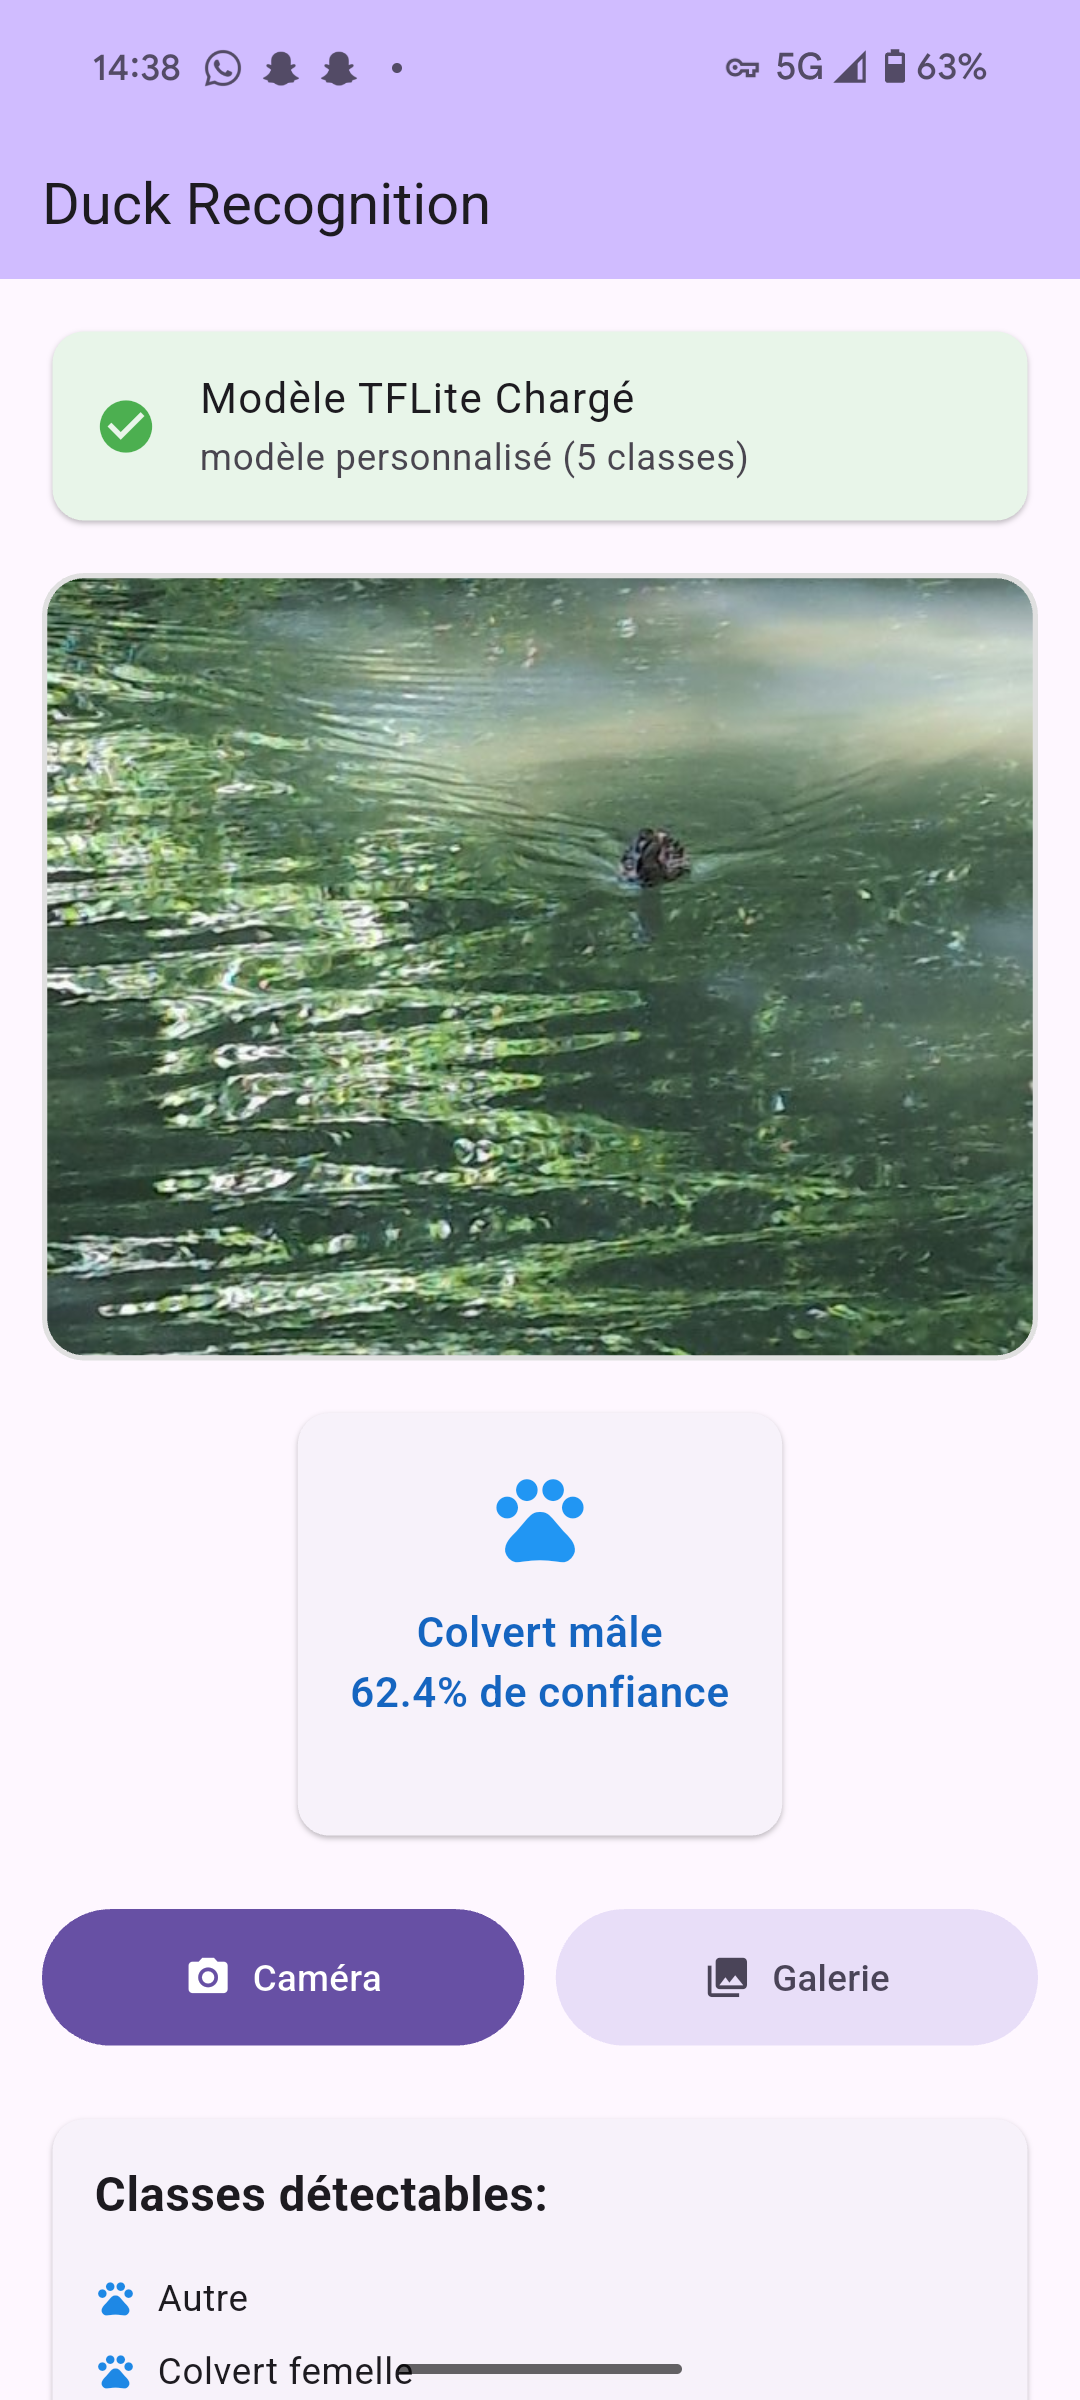 14:38
5G
63%
Duck Recognition
Modèle TFLite Chargé
modèle personnalisé (5 classes)
Colvert mâle
62.4% de confiance
Caméra
Galerie
Classes détectables:
Autre
Colvert femelle